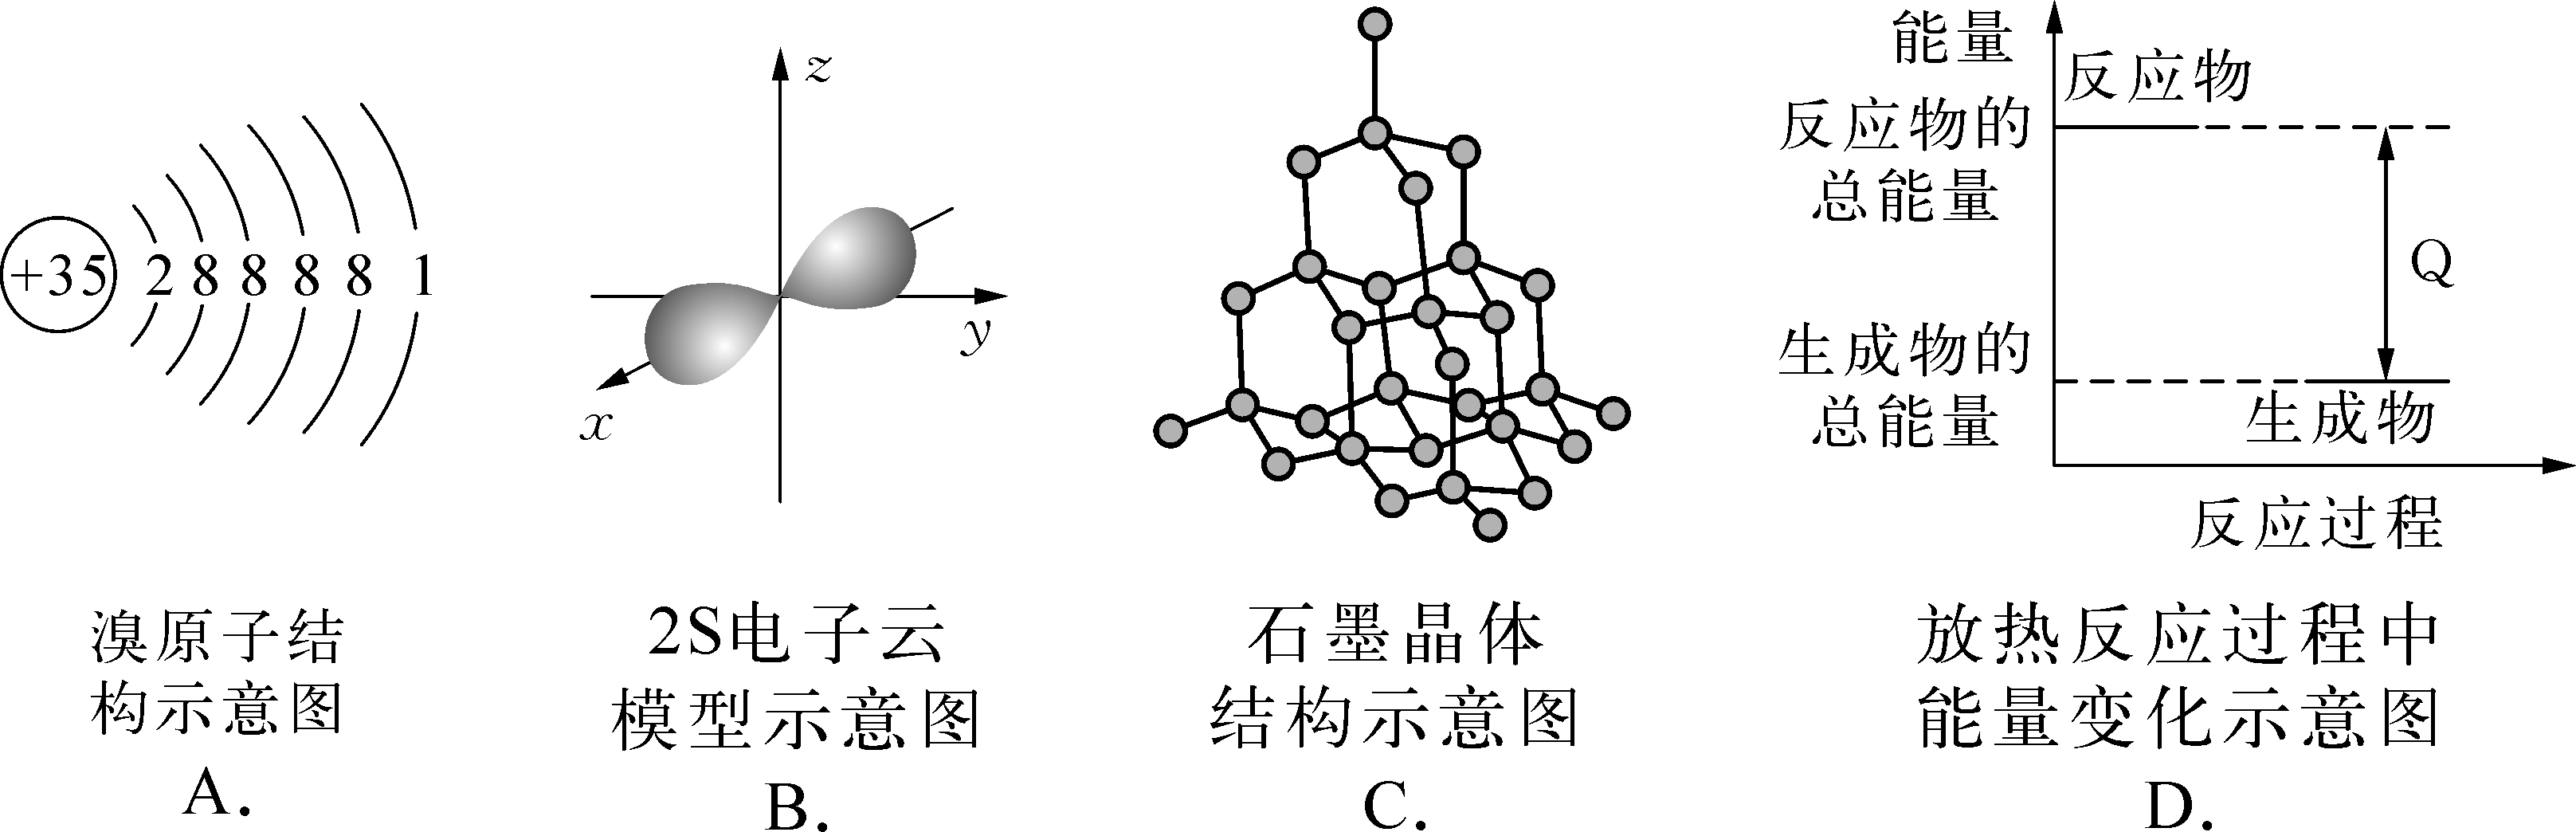 +35 2 8 8 8 8 1
溴原子结
构示意图
A.
z
y
x
2S电子云
模型示意图
B.
石墨晶体
结构示意图
C.
能量
反应物
反应物的
总能量
Q
生成物的
总能量
生成物
反应过程
放热反应过程中
能量变化示意图
D.